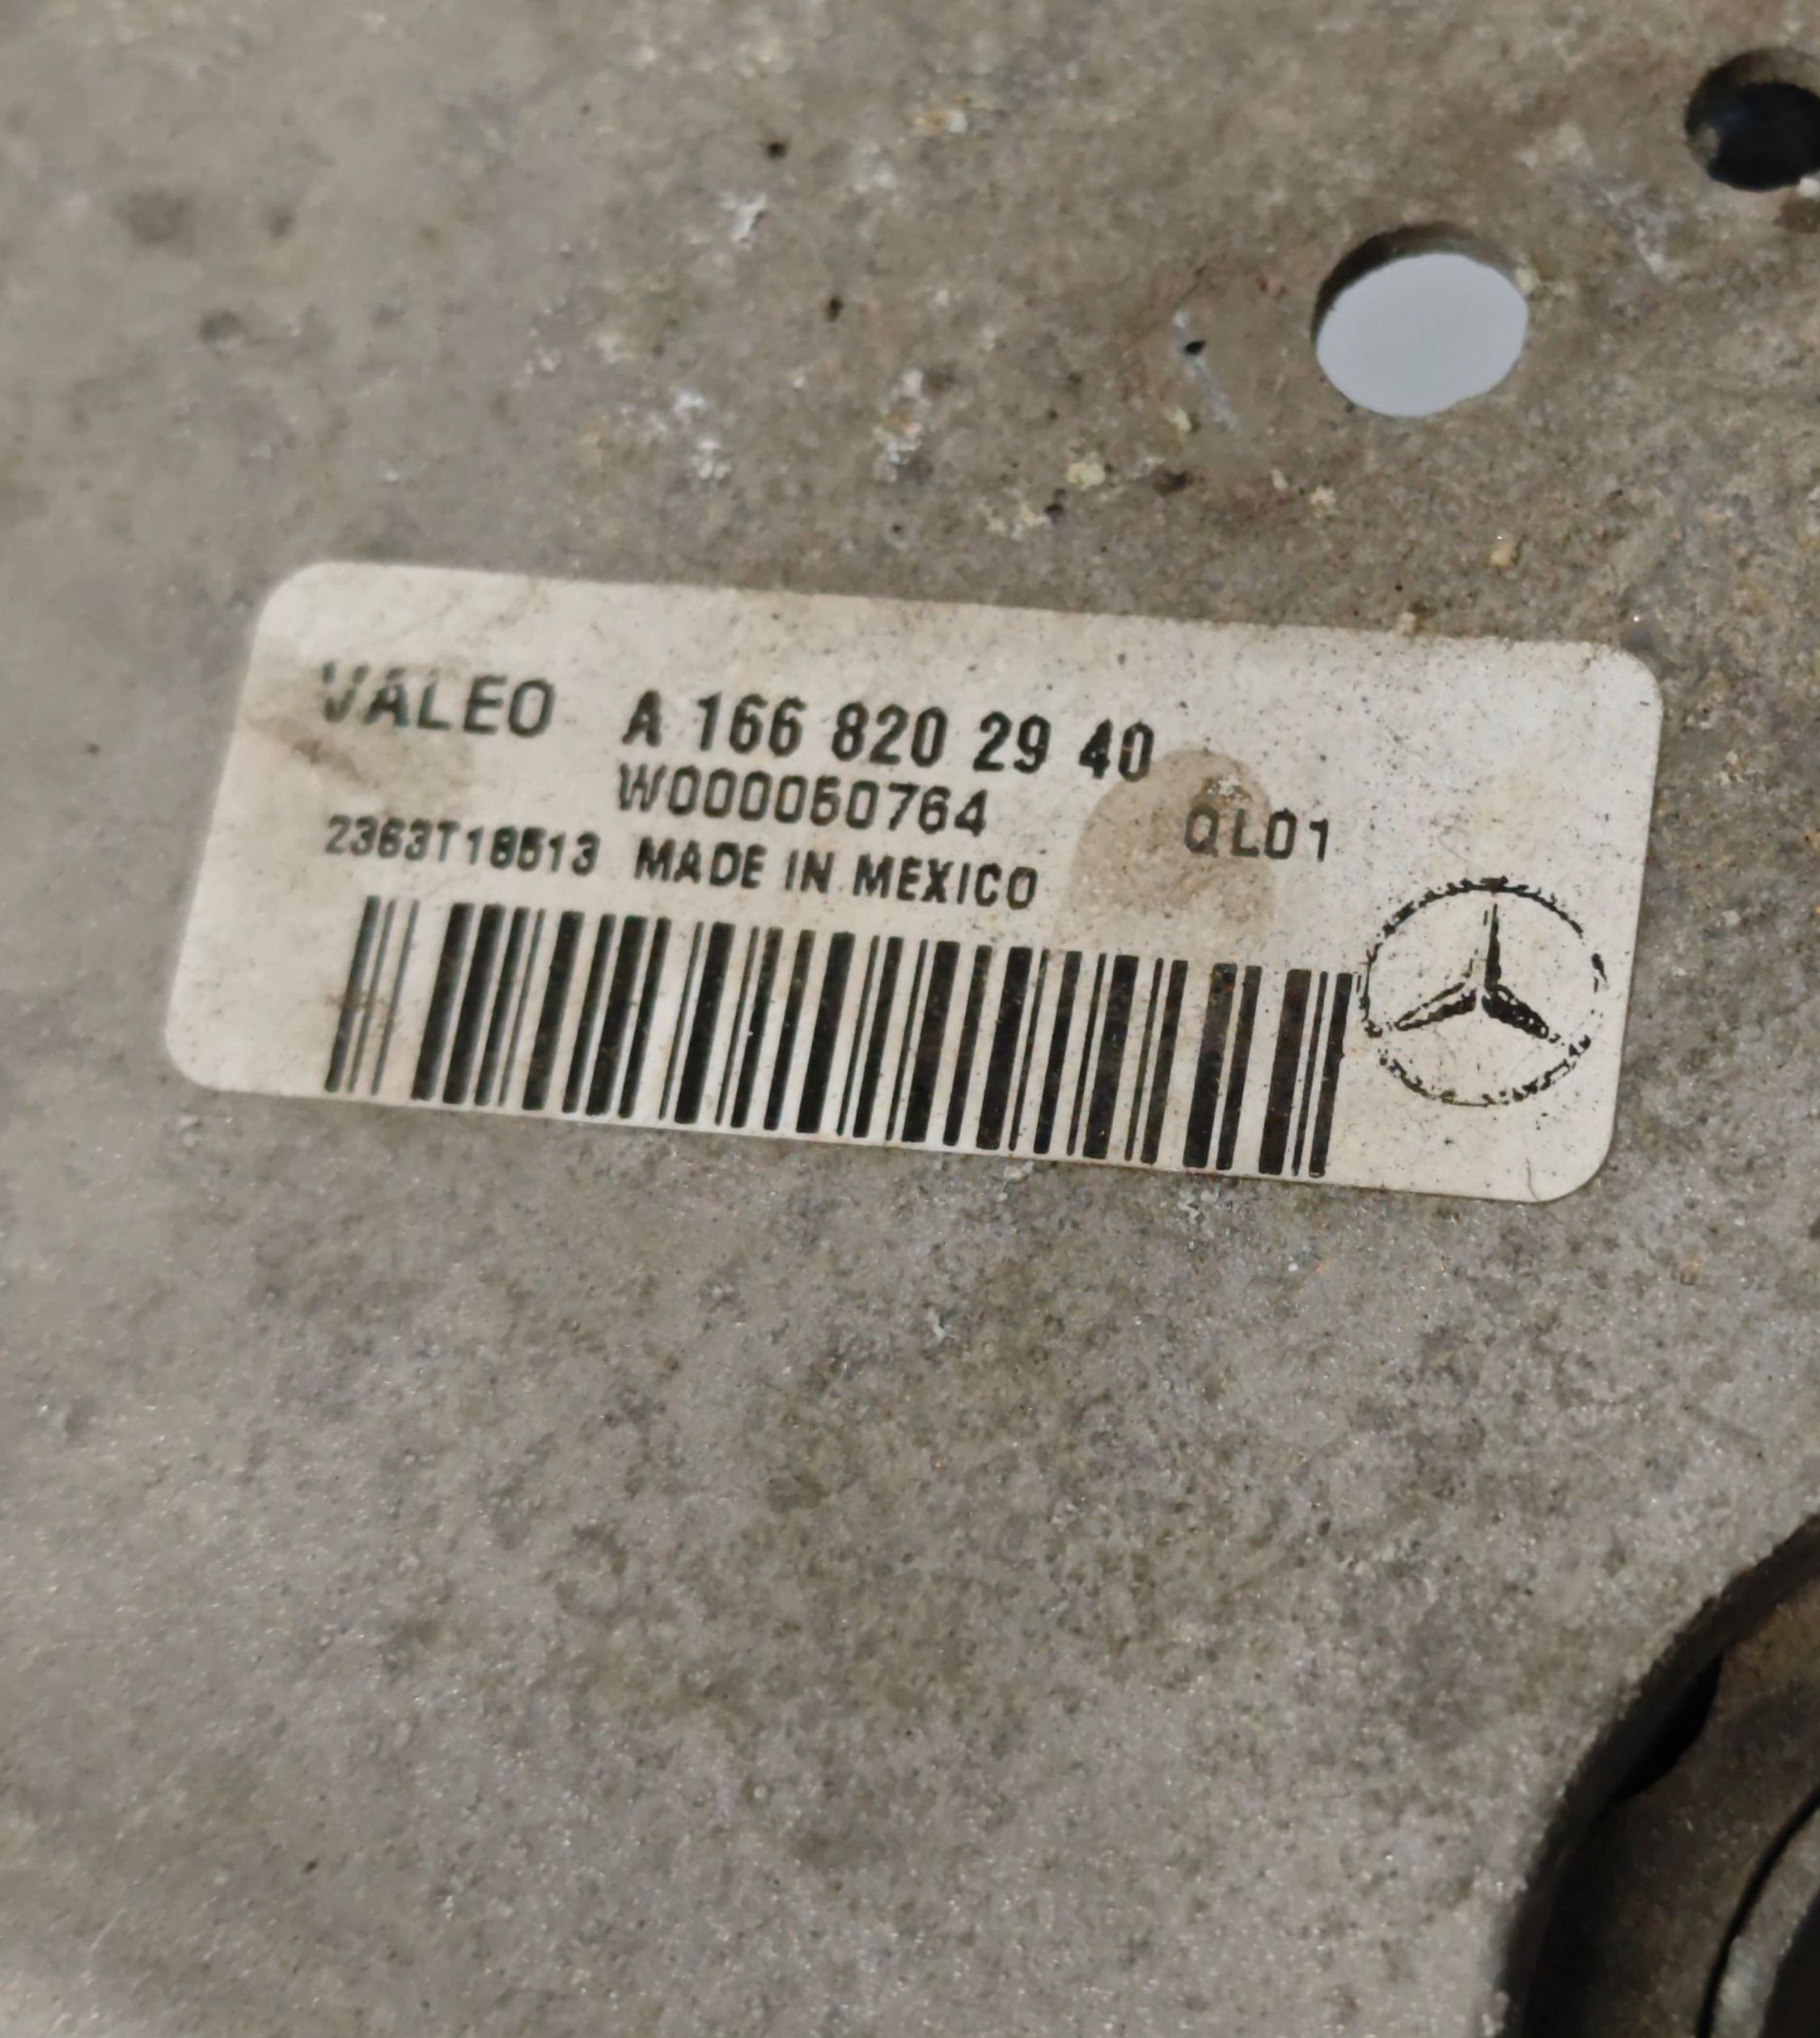 VALEO A 166 820 29 40
W000050764 QL01
2363T18513 MADE IN MEXICO